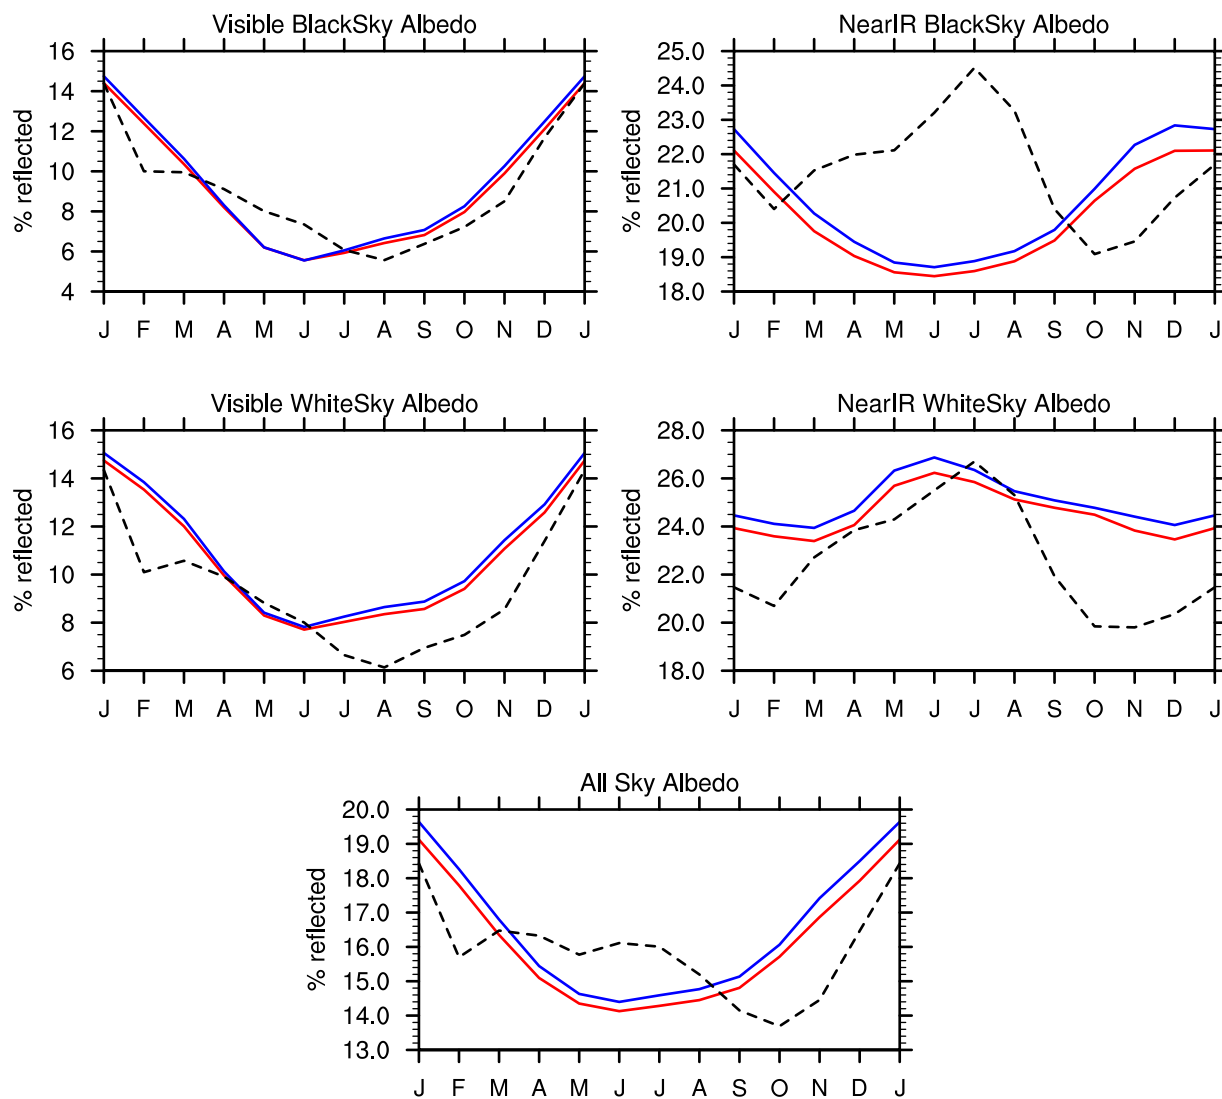 Visible BlackSky Albedo
% reflected
16
14
12
10
8
6
4
J F M A M J J A S O N D J
NearIR BlackSky Albedo
% reflected
25.0
24.0
23.0
22.0
21.0
20.0
19.0
18.0
J F M A M J J A S O N D J
Visible WhiteSky Albedo
% reflected
16
14
12
10
8
6
J F M A M J J A S O N D J
NearIR WhiteSky Albedo
% reflected
28.0
26.0
24.0
22.0
20.0
18.0
J F M A M J J A S O N D J
All Sky Albedo
% reflected
20.0
19.0
18.0
17.0
16.0
15.0
14.0
13.0
J F M A M J J A S O N D J